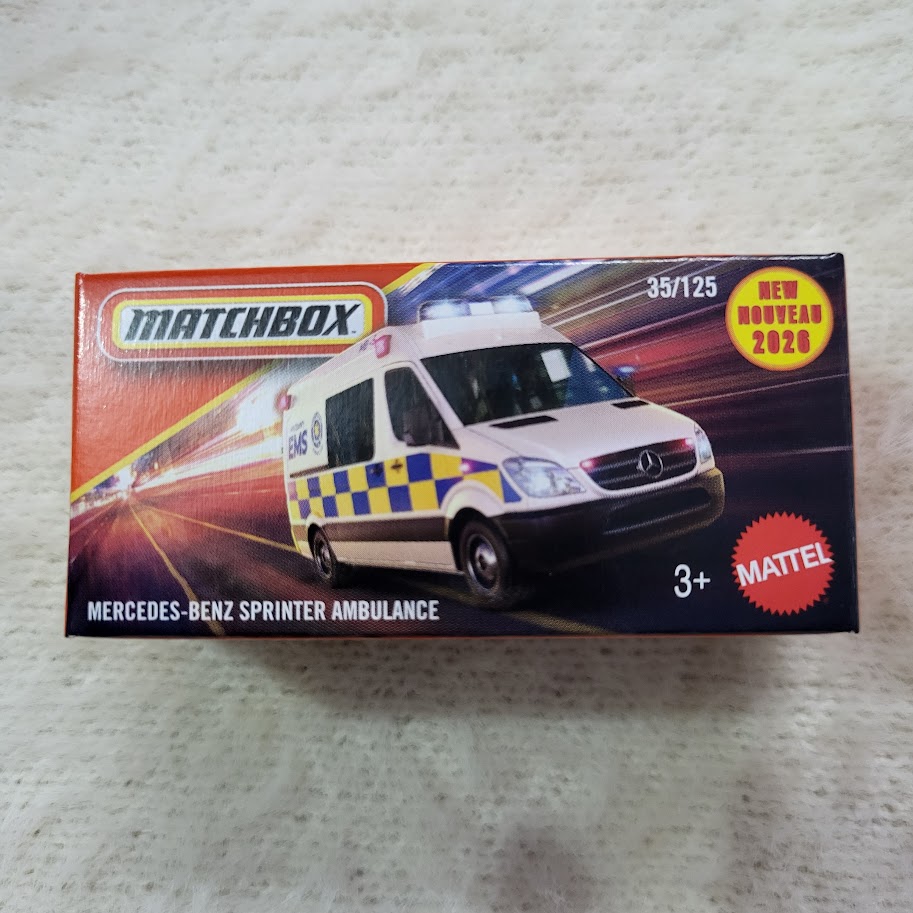 MATCHBOX
35/125
NEW
NOUVEAU
2026
EMS
3+
MATTEL
MERCEDES-BENZ SPRINTER AMBULANCE